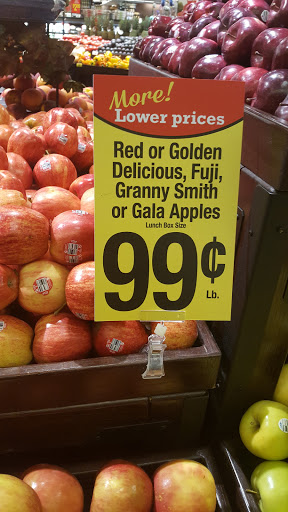 More!
Lower prices
Red or Golden
Delicious, Fuji,
Granny Smith
or Gala Apples
Lunch Box Size
99¢
Lb.